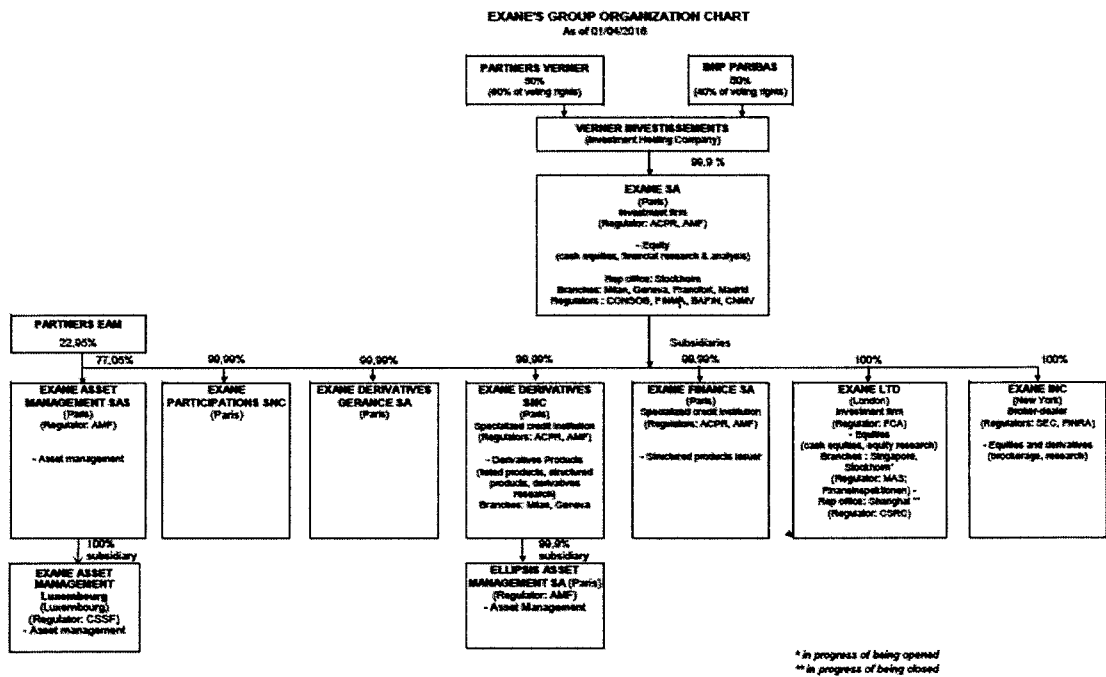 EXANE'S GROUP ORGANIZATION CHART
As of 01/04/2016
PARTNERS VERNER
50%
(60% of voting rights)
BNP PARIBAS
50%
(40% of voting rights)
VERNER INVESTISSEMENTS
(Investment Holding Company)
99,9 %
EXANE SA
(Paris)
Investment firm
(Regulator: ACPR, AMF)
- Equity
(cash equities, financial research & analysis)
Rep office: Stockholm
Branches: Milan, Geneva, Francfort, Madrid
Regulators : CONSOB, FINMA, BAFIN, CNMV
PARTNERS EAM
22,95%
Subsidiaries
77,05%
99,99%
99,99%
99,99%
99,99%
100%
100%
EXANE ASSET
MANAGEMENT SAS
(Paris)
(Regulator: AMF)
- Asset management
EXANE
PARTICIPATIONS SNC
(Paris)
EXANE DERIVATIVES
GERANCE SA
(Paris)
EXANE DERIVATIVES
SNC
(Paris)
Specialized credit institution
(Regulators: ACPR, AMF)
- Derivatives Products
(listed products, structured
products, derivatives
research)
Branches: Milan, Geneva
EXANE FINANCE SA
(Paris)
Specialized credit institution
(Regulators: ACPR, AMF)
- Structured products issuer
EXANE LTD
(London)
Investment firm
(Regulator: FCA)
- Equities
(cash equities, equity research)
Branches : Singapore,
Stockholm*
(Regulator: MAS;
Finansinspektionen) -
Rep office: Shanghai **
(Regulator: CSRC)
EXANE INC
(New York)
Broker-dealer
(Regulators: SEC, FINRA)
- Equities and derivatives
(brokerage, research)
100%
subsidiary
99,9%
subsidiary
EXANE ASSET
MANAGEMENT
Luxembourg
(Luxembourg)
(Regulator: CSSF)
- Asset management
ELLIPSIS ASSET
MANAGEMENT SA (Paris)
(Regulator: AMF)
- Asset Management
* in progress of being opened
** in progress of being closed